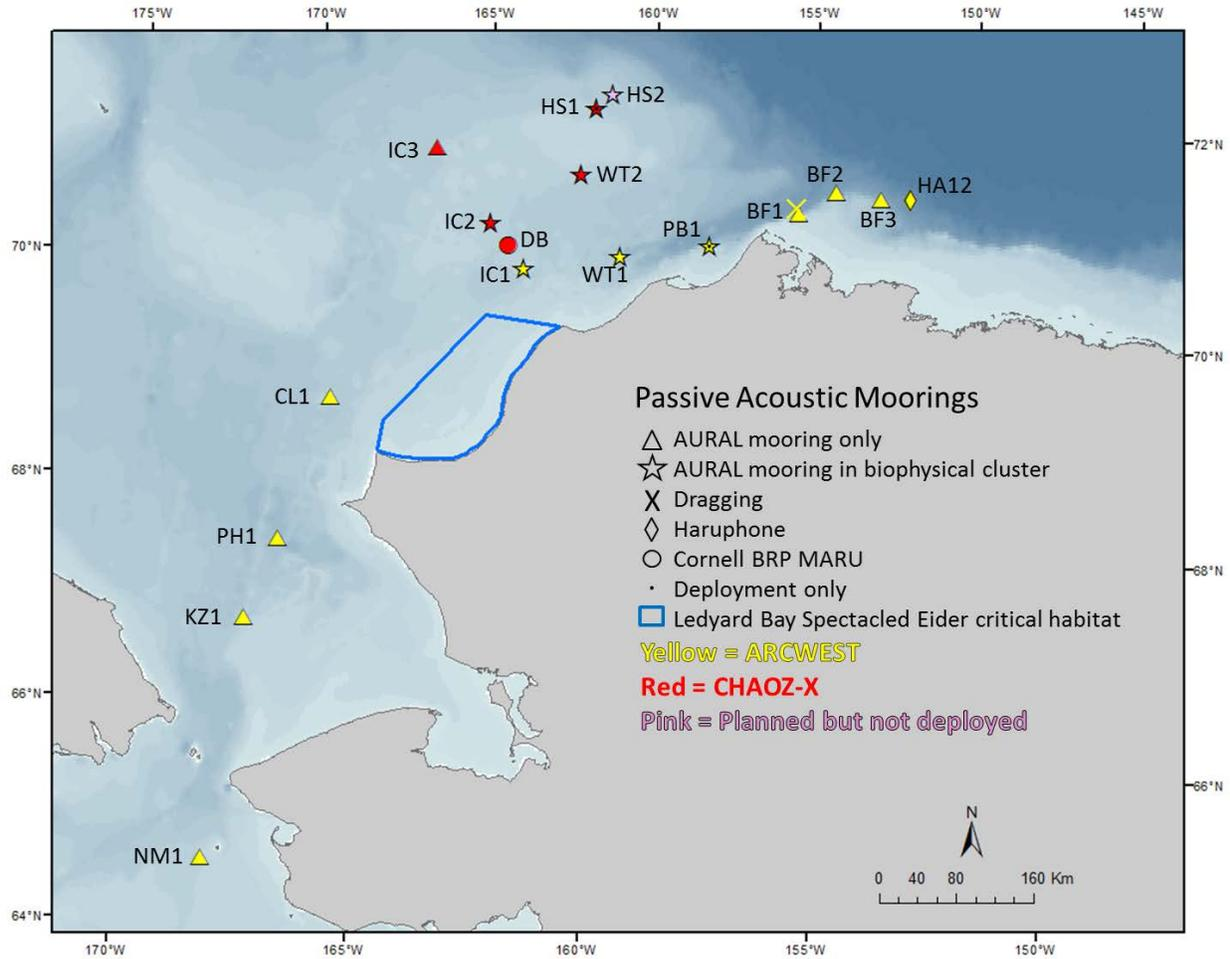 175°W 170°W 165°W 160°W 155°W 150°W 145°W
HS1 HS2
IC3
72°N
WT2
BF2
HA12
BF1
BF3
IC2
PB1
70°N
DB
IC1
WT1
70°N
CL1
Passive Acoustic Moorings
AURAL mooring only
68°N
AURAL mooring in biophysical cluster
X Dragging
PH1
Haruphone
Cornell BRP MARU
68°N
Deployment only
KZ1
Ledyard Bay Spectacled Eider critical habitat
Yellow = ARCWEST
Red = CHAOZ-X
66°N
Pink = Planned but not deployed
66°N
N
NM1
0 40 80 160 Km
64°N
170°W 165°W 160°W 155°W 150°W